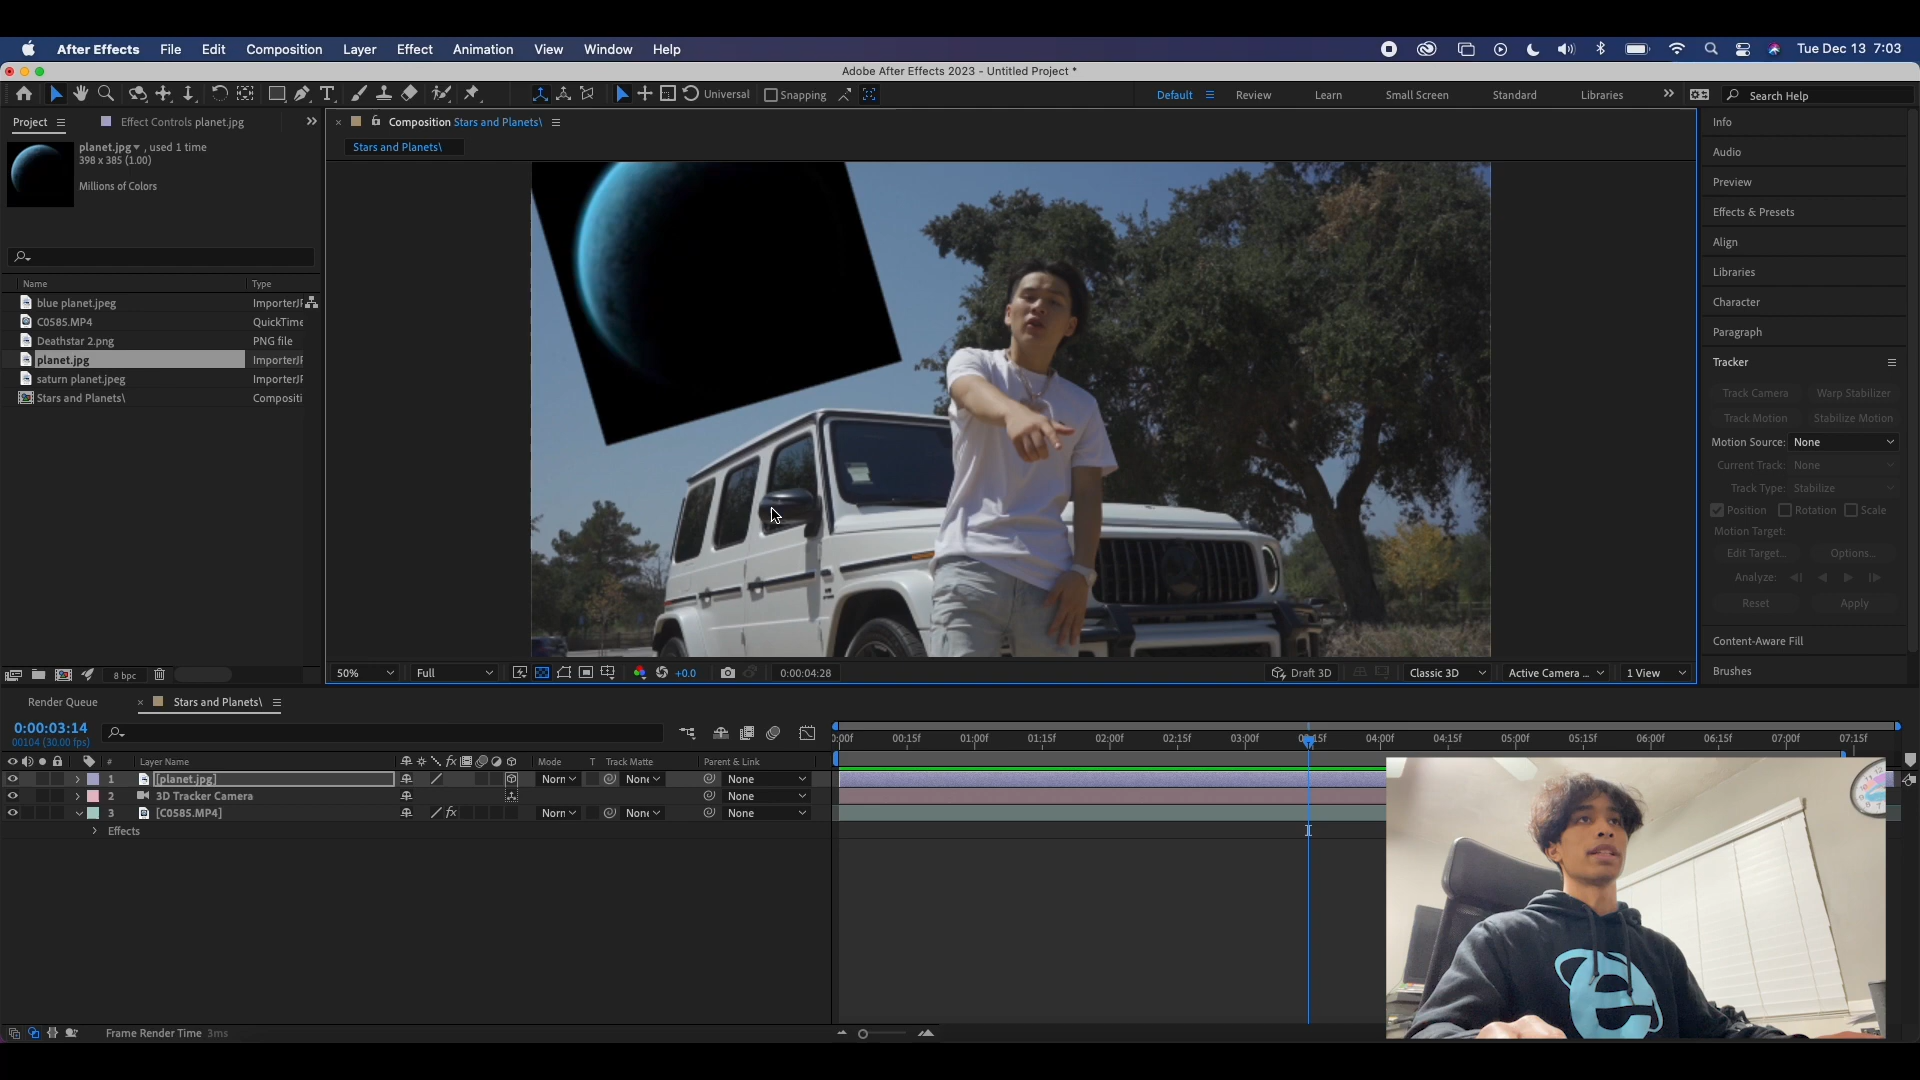 After Effects File Edit Composition Layer Effect Animation View Window Help Tue Dec 13 7:03
Adobe After Effects 2023 - Untitled Project *
Universal Snapping Default Review Learn Small Screen Standard Libraries Search Help
Project Effect Controls planet.jpg Composition Stars and Planets\
Stars and Planets\
planet.jpg , used 1 time
398 x 385 (1.00)
Millions of Colors
Name Type
blue planet.jpeg
C0585.MP4 QuickTime
Deathstar 2.png PNG file
planet.jpg
saturn planet.jpeg
Stars and Planets\ Compositi
8 bpc
50% Full +0.0 0:00:04:28 Draft 3D Classic 3D Active Camera ... 1 View
Info
Audio
Preview
Effects & Presets
Align
Libraries
Character
Paragraph
Tracker
Track Camera Warp Stabilizer
Track Motion Stabilize Motion
Motion Source: None
Current Track: None
Track Type: Stabilize
Position Rotation Scale
Motion Target:
Edit Target... Options...
Analyze:
Reset Apply
Content-Aware Fill
Brushes
Render Queue Stars and Planets\
0:00:03:14
00104 (30.00 fps)
# Layer Name Mode T Track Matte Parent & Link
:00f 00:15f 01:00f 01:15f 02:00f 02:15f 03:00f 04:00f 04:15f 05:00f 05:15f 06:00f 06:15f 07:00f 07:15f
1 [planet.jpg] Norm None None
2 3D Tracker Camera None
3 [C0585.MP4] fx Norm None None
Effects
Frame Render Time 3ms